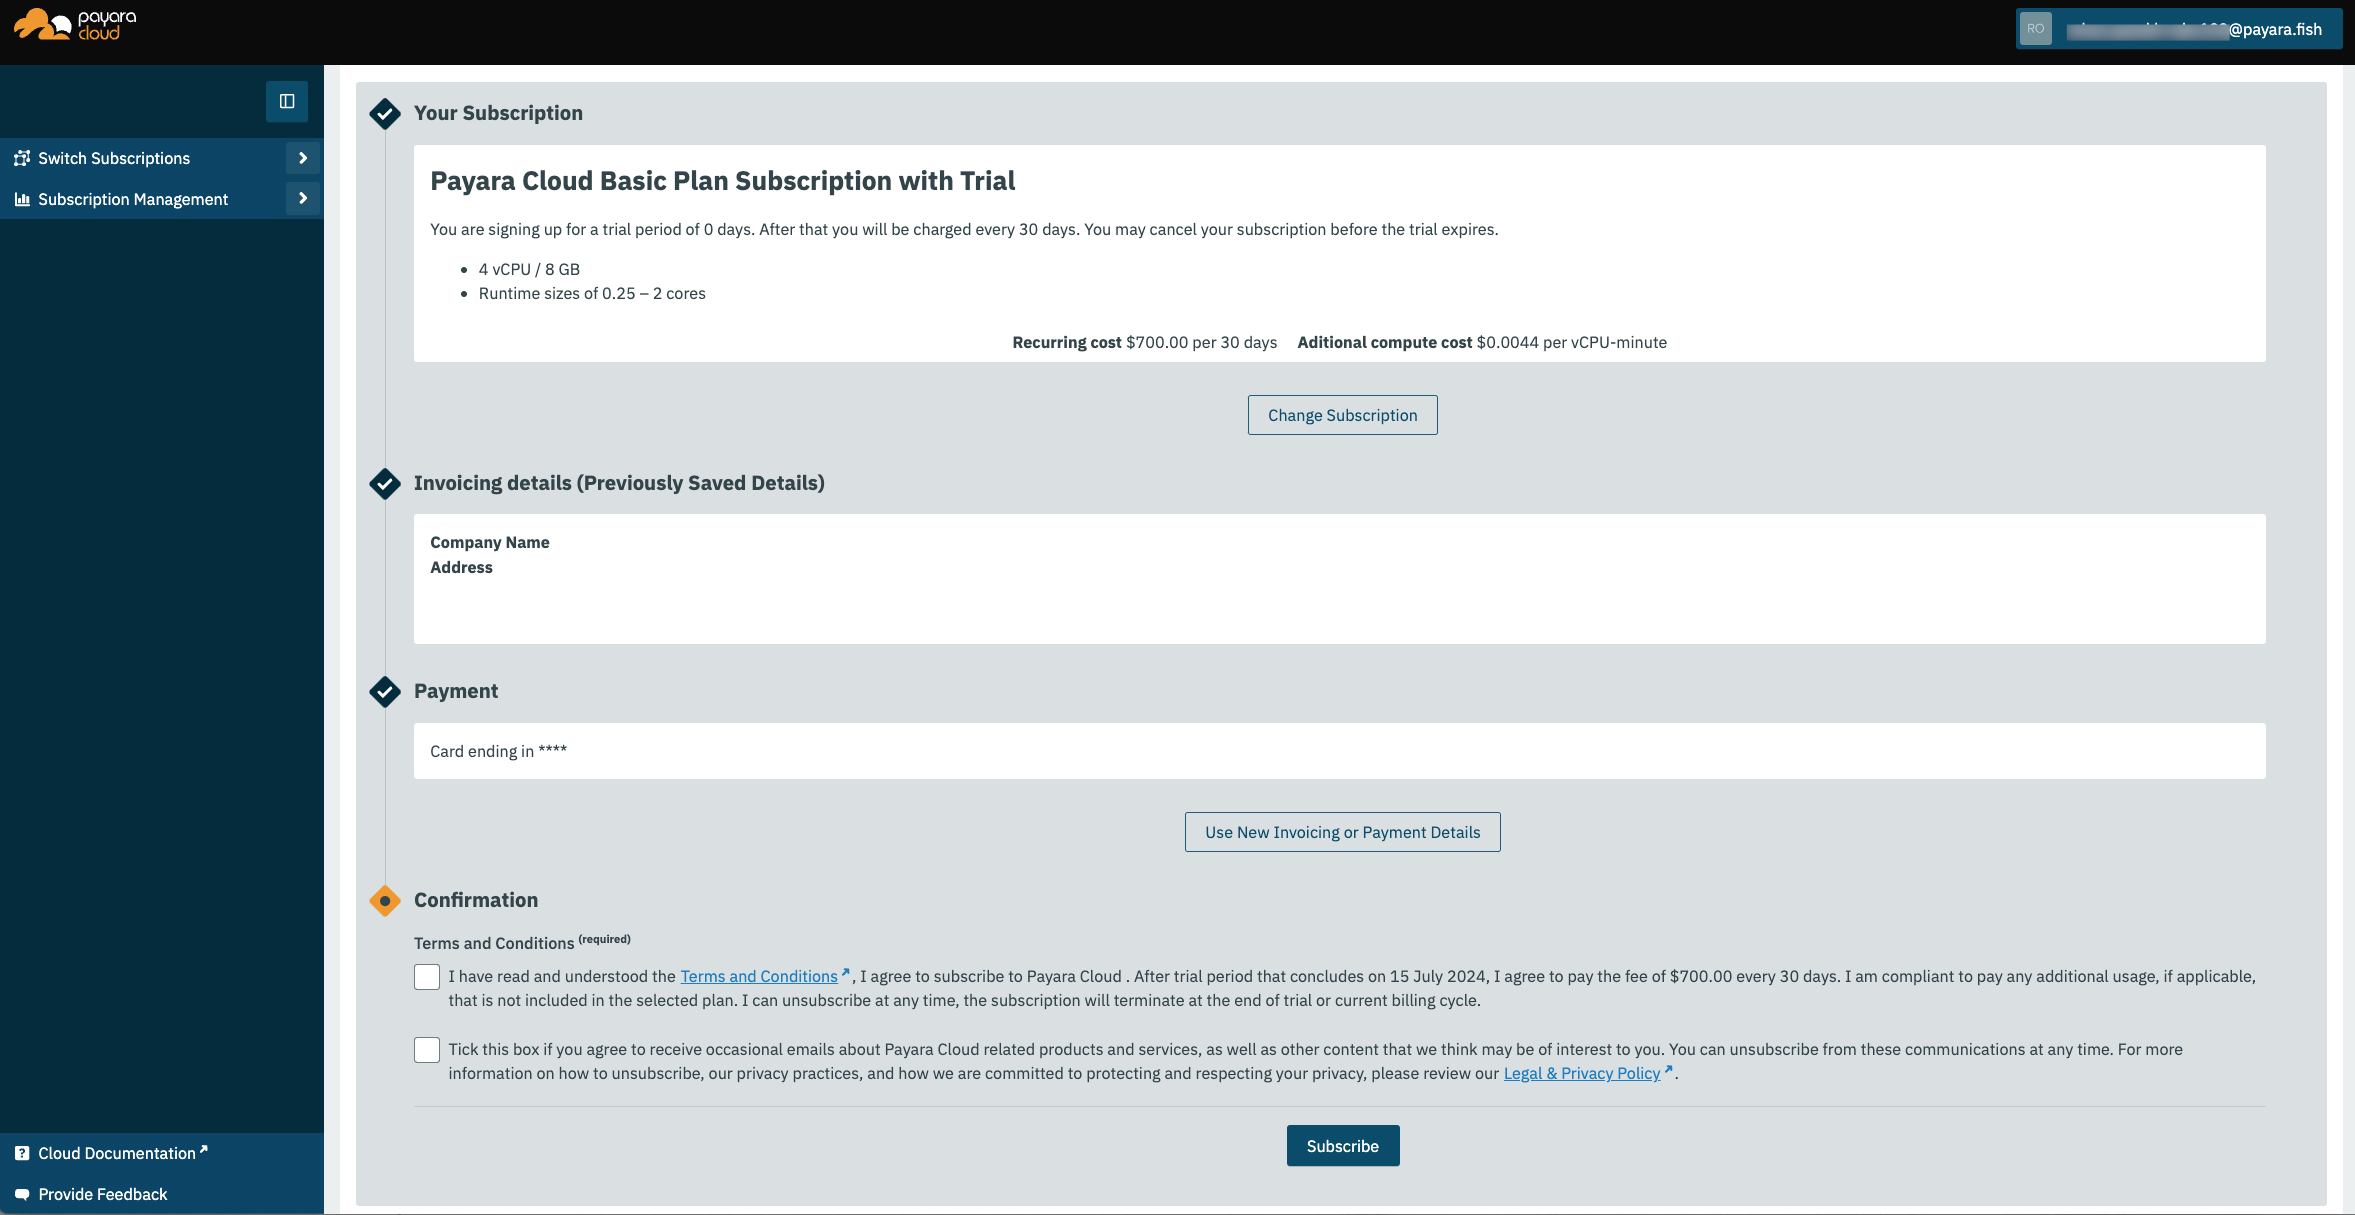 payara
cloud
RO
@payara.fish
Switch Subscriptions
Subscription Management
Your Subscription
Payara Cloud Basic Plan Subscription with Trial
You are signing up for a trial period of 0 days. After that you will be charged every 30 days. You may cancel your subscription before the trial expires.
• 4 vCPU / 8 GB
• Runtime sizes of 0.25 – 2 cores
Recurring cost $700.00 per 30 days Aditional compute cost $0.0044 per vCPU-minute
Change Subscription
Invoicing details (Previously Saved Details)
Company Name
Address
Payment
Card ending in ****
Use New Invoicing or Payment Details
Confirmation
Terms and Conditions (required)
I have read and understood the Terms and Conditions , I agree to subscribe to Payara Cloud . After trial period that concludes on 15 July 2024, I agree to pay the fee of $700.00 every 30 days. I am compliant to pay any additional usage, if applicable,
that is not included in the selected plan. I can unsubscribe at any time, the subscription will terminate at the end of trial or current billing cycle.
Tick this box if you agree to receive occasional emails about Payara Cloud related products and services, as well as other content that we think may be of interest to you. You can unsubscribe from these communications at any time. For more
information on how to unsubscribe, our privacy practices, and how we are committed to protecting and respecting your privacy, please review our Legal & Privacy Policy .
Subscribe
Cloud Documentation
Provide Feedback